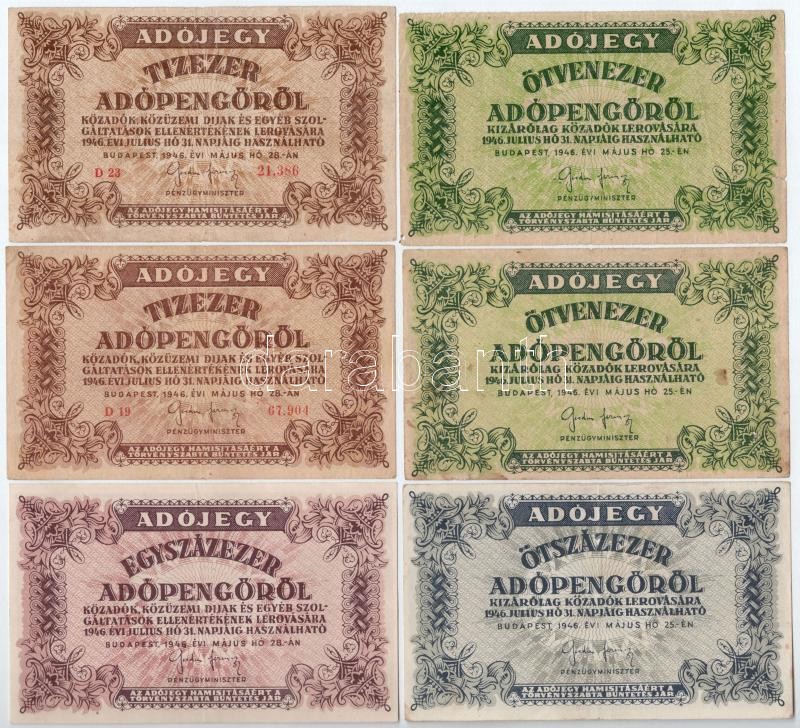 ADÓJEGY
TIZEZER
ADÓPENGŐRŐL
KÖZADÓK, KÖZÜZEMI DIJAK ÉS EGYÉB SZOL-
GÁLTATÁSOK ELLENÉRTÉKÉNEK LEROVÁSÁRA
1946. ÉVI JULIUS HÓ 31. NAPJÁIG HASZNÁLHATÓ
BUDAPEST, 1946. ÉVI MÁJUS HÓ 28.-ÁN
D 23 21.386
PÉNZÜGYMINISZTER
AZ ADÓJEGY HAMISITÁSÁÉRT A
TÖRVÉNYSZABTA BÜNTETÉS JÁR
ADÓJEGY
ÖTVENEZER
ADÓPENGŐRŐL
KIZÁRÓLAG KÖZADÓK LEROVÁSÁRA
1946. JULIUS HÓ 31. NAPJÁIG HASZNÁLHATÓ
BUDAPEST, 1946. ÉVI MÁJUS HÓ 25.-ÉN
PÉNZÜGYMINISZTER
AZ ADÓJEGY HAMISITÁSÁÉRT A
TÖRVÉNYSZABTA BÜNTETÉS JÁR
ADÓJEGY
TIZEZER
ADÓPENGŐRŐL
KÖZADÓK, KÖZÜZEMI DIJAK ÉS EGYÉB SZOL-
GÁLTATÁSOK ELLENÉRTÉKÉNEK LEROVÁSÁRA
1946. ÉVI JULIUS HÓ 31. NAPJÁIG HASZNÁLHATÓ
BUDAPEST, 1946. ÉVI MÁJUS HÓ 28.-ÁN
D 19 67.904
PÉNZÜGYMINISZTER
AZ ADÓJEGY HAMISITÁSÁÉRT A
TÖRVÉNYSZABTA BÜNTETÉS JÁR
ADÓJEGY
ÖTVENEZER
ADÓPENGŐRŐL
KIZÁRÓLAG KÖZADÓK LEROVÁSÁRA
1946. JULIUS HÓ 31. NAPJÁIG HASZNÁLHATÓ
BUDAPEST, 1946. ÉVI MÁJUS HÓ 25.-ÉN
PÉNZÜGYMINISZTER
AZ ADÓJEGY HAMISITÁSÁÉRT A
TÖRVÉNYSZABTA BÜNTETÉS JÁR
darabanth
ADÓJEGY
EGYSZÁZEZER
ADÓPENGŐRŐL
KÖZADÓK, KÖZÜZEMI DIJAK ÉS EGYÉB SZOL-
GÁLTATÁSOK ELLENÉRTÉKÉNEK LEROVÁSÁRA
1946. ÉVI JULIUS HÓ 31. NAPJÁIG HASZNÁLHATÓ
BUDAPEST, 1946. ÉVI MÁJUS HÓ 28.-ÁN
PÉNZÜGYMINISZTER
AZ ADÓJEGY HAMISITÁSÁÉRT A
TÖRVÉNYSZABTA BÜNTETÉS JÁR
ADÓJEGY
ÖTSZÁZEZER
ADÓPENGŐRŐL
KIZÁRÓLAG KÖZADÓK LEROVÁSÁRA
1946. JULIUS HÓ 31. NAPJÁIG HASZNÁLHATÓ
BUDAPEST, 1946. ÉVI MÁJUS HÓ 25.-ÉN
PÉNZÜGYMINISZTER
AZ ADÓJEGY HAMISITÁSÁÉRT A
TÖRVÉNYSZABTA BÜNTETÉS JÁR